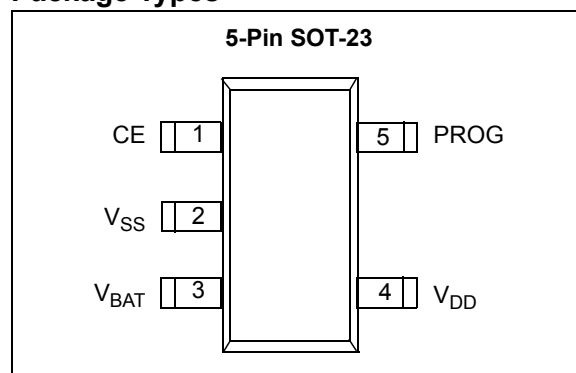 Package Types
5-Pin SOT-23
CE 1 5 PROG
VSS 2
VBAT 3 4 VDD